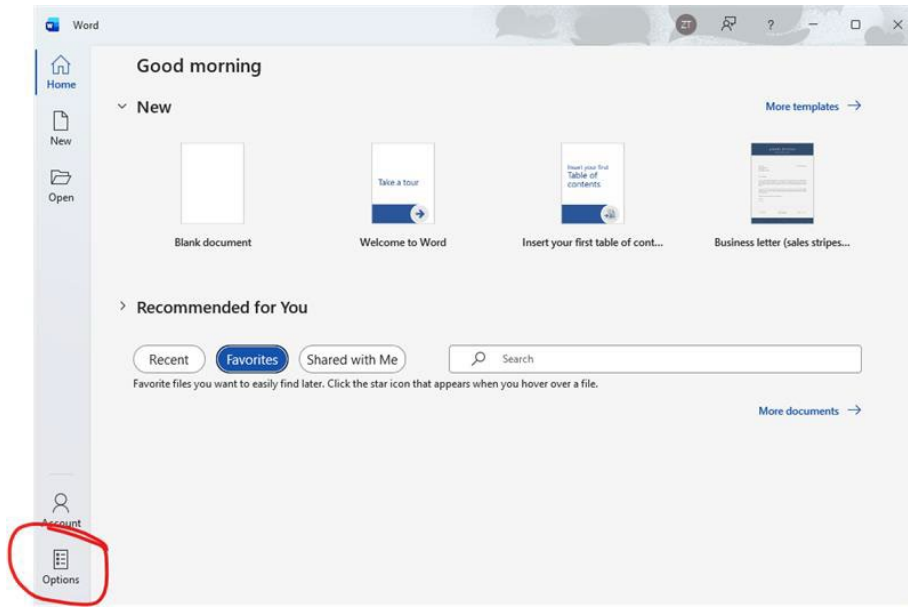 Word
ZT
?
Home
Good morning
New
More templates
New
Open
Take a tour
Insert your first
Table of
contents
Blank document
Welcome to Word
Insert your first table of cont...
Business letter (sales stripes...
Recommended for You
Recent
Favorites
Shared with Me
Search
Favorite files you want to easily find later. Click the star icon that appears when you hover over a file.
More documents
Account
Options